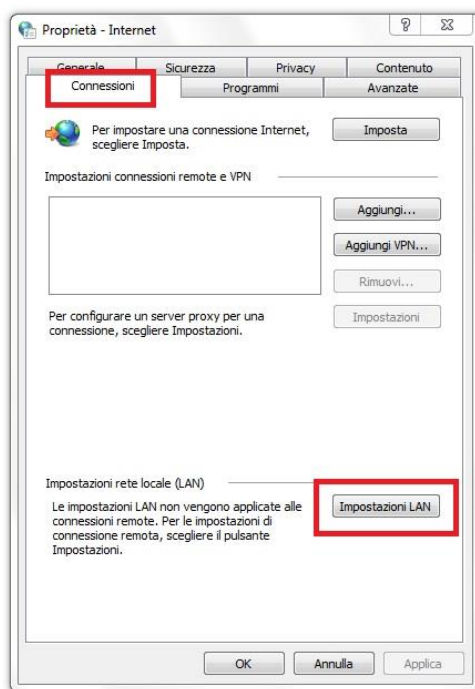 Proprietà - Internet
Generale
Sicurezza
Privacy
Contenuto
Connessioni
Programmi
Avanzate
Per impostare una connessione Internet,
scegliere Imposta.
Imposta
Impostazioni connessioni remote e VPN
Aggiungi...
Aggiungi VPN...
Rimuovi...
Per configurare un server proxy per una
connessione, scegliere Impostazioni.
Impostazioni
Impostazioni rete locale (LAN)
Le impostazioni LAN non vengono applicate alle
connessioni remote. Per le impostazioni di
connessione remota, scegliere il pulsante
Impostazioni.
Impostazioni LAN
OK
Annulla
Applica